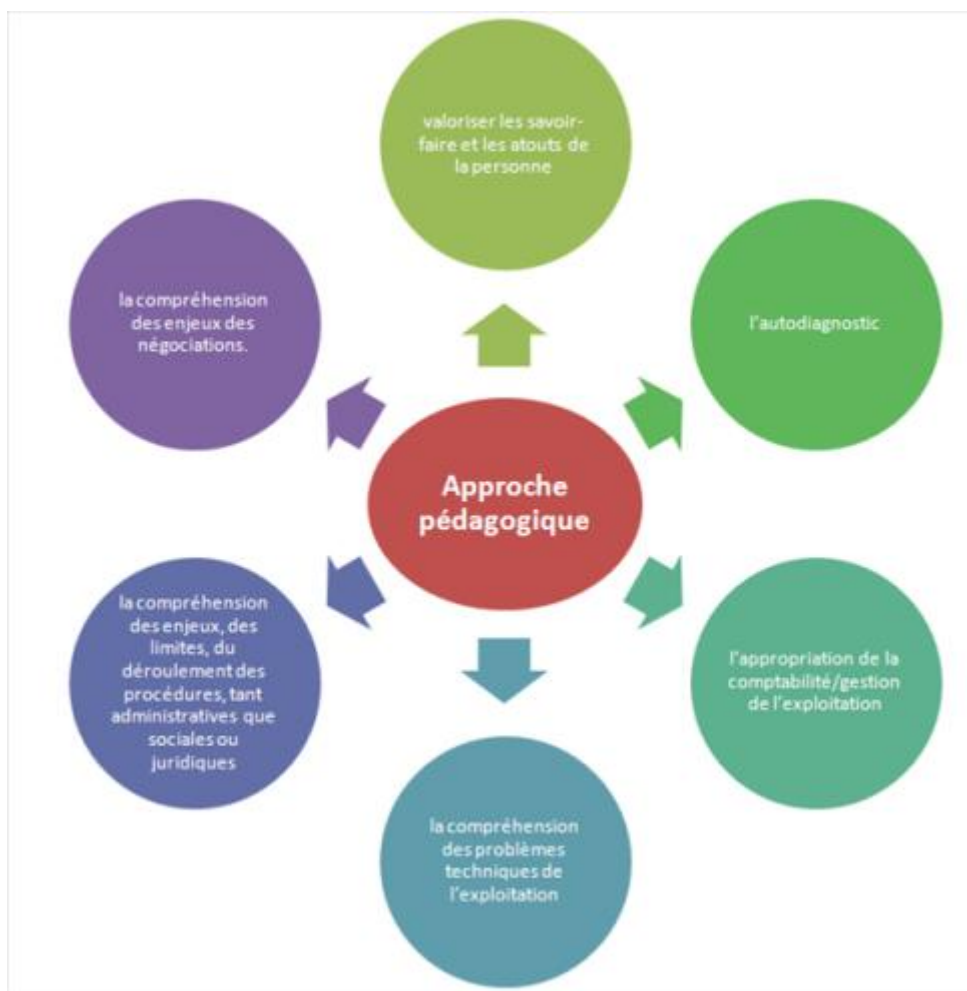 valoriser les savoir-
faire et les atouts de
la personne
la compréhension
des enjeux des
négociations.
l'autodiagnostic
Approche
pédagogique
la compréhension
des enjeux, des
limites, du
déroulement des
procédures, tant
administratives que
sociales ou
juridiques
l'appropriation de la
comptabilité/gestion
de l'exploitation
la compréhension
des problèmes
techniques de
l'exploitation